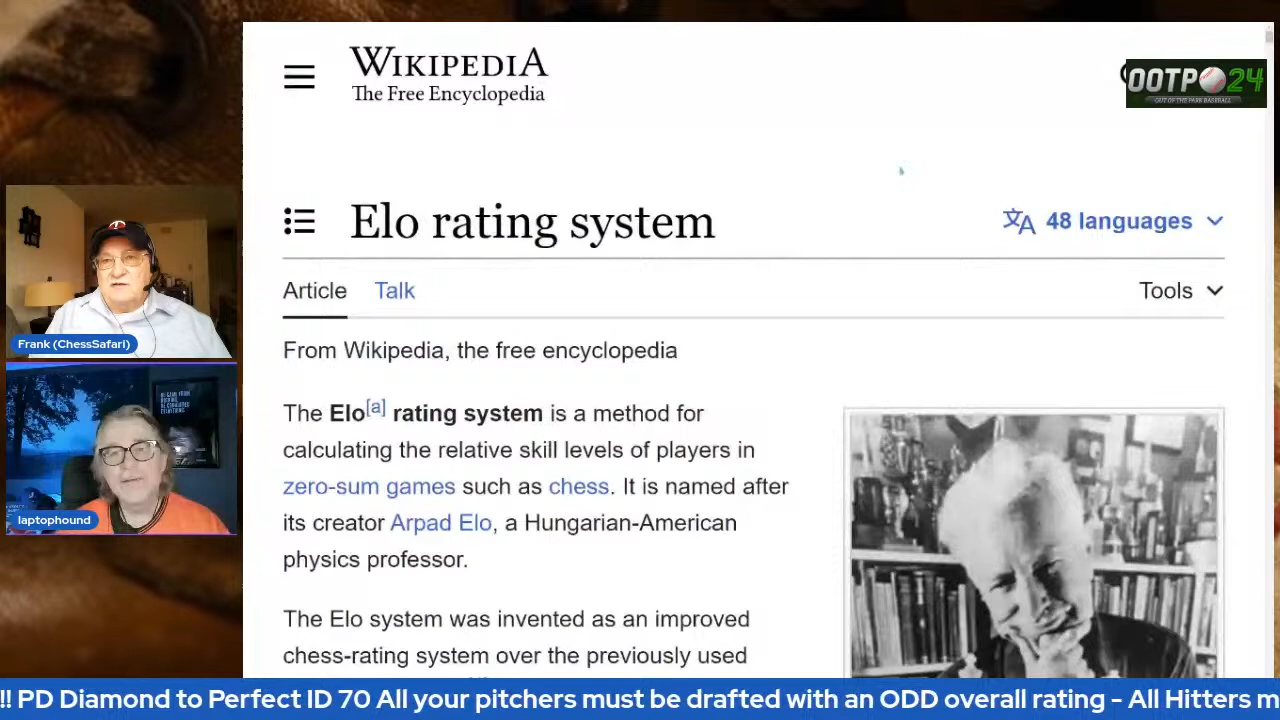 WIKIPEDIA
The Free Encyclopedia
OOTP 24
OUT OF THE PARK BASEBALL
Elo rating system
48 languages
Article Talk
Tools
From Wikipedia, the free encyclopedia
The Elo[a] rating system is a method for
calculating the relative skill levels of players in
zero-sum games such as chess. It is named after
its creator Arpad Elo, a Hungarian-American
physics professor.
The Elo system was invented as an improved
chess-rating system over the previously used
Frank (ChessSafari)
laptophound
!! PD Diamond to Perfect ID 70 All your pitchers must be drafted with an ODD overall rating - All Hitters m